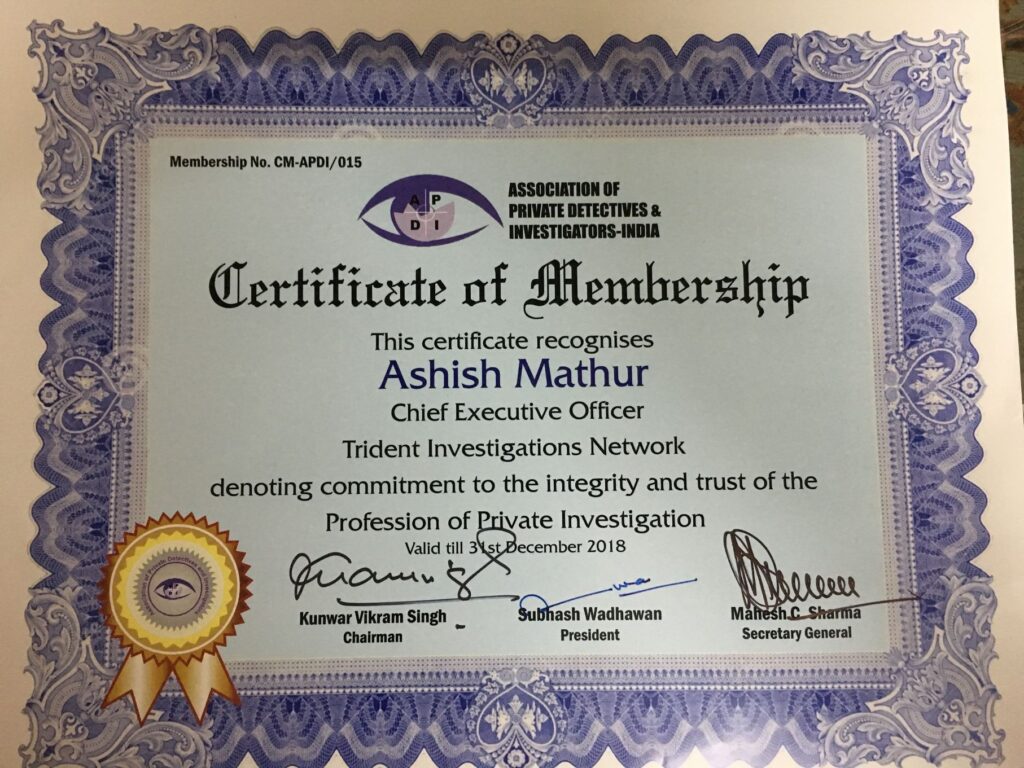 Membership No. CM-APDI/015
A P
D I
ASSOCIATION OF
PRIVATE DETECTIVES &
INVESTIGATORS-INDIA
Certificate of Membership
This certificate recognises
Ashish Mathur
Chief Executive Officer
Trident Investigations Network
denoting commitment to the integrity and trust of the
Profession of Private Investigation
Valid till 31st December 2018
Kunwar Vikram Singh
Chairman
Subhash Wadhawan
President
Mahesh C. Sharma
Secretary General